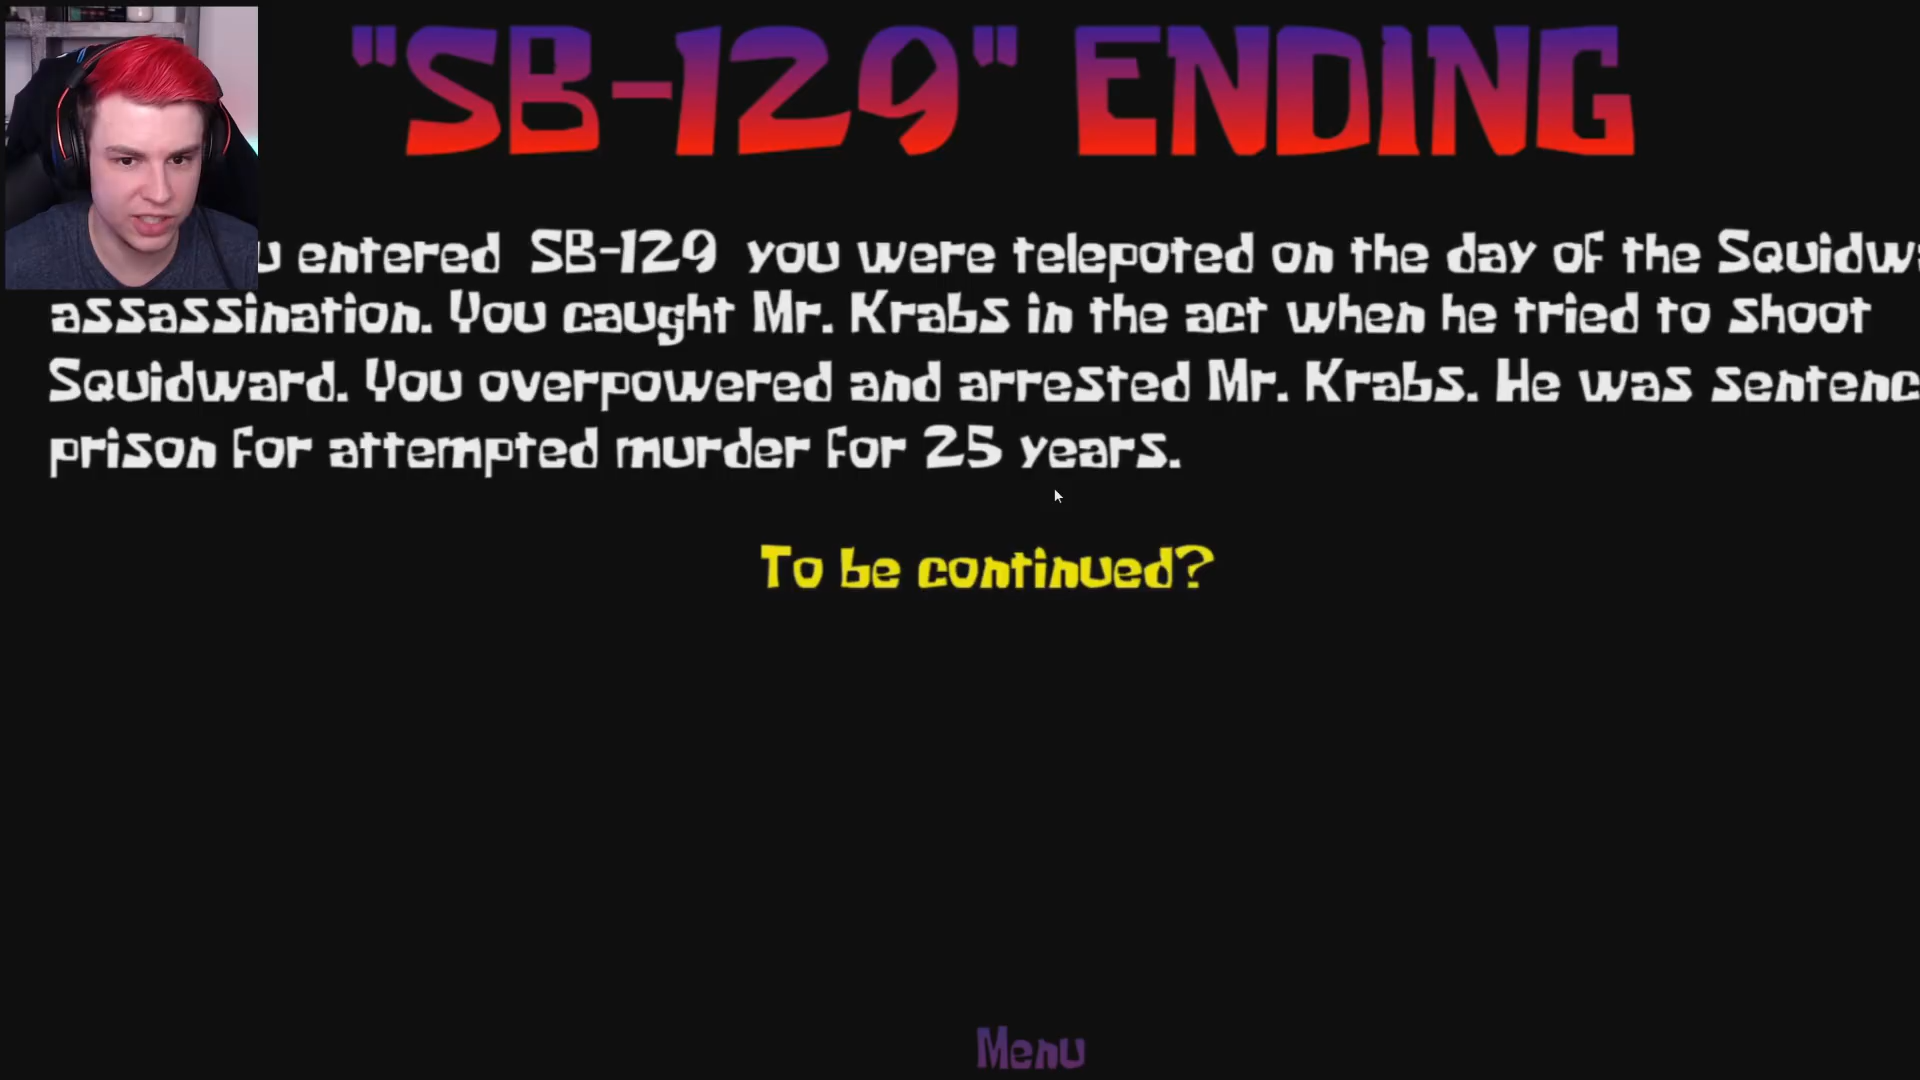 "SB-129" ENDING
entered SB-129 you were telepoted on the day of the
assassination. You caught Mr. Krabs in the act when he tried to shoot
Squidward. You overpowered and arrested Mr. Krabs. He was
prison for attempted murder for 25 years.
To be continued?
Menu